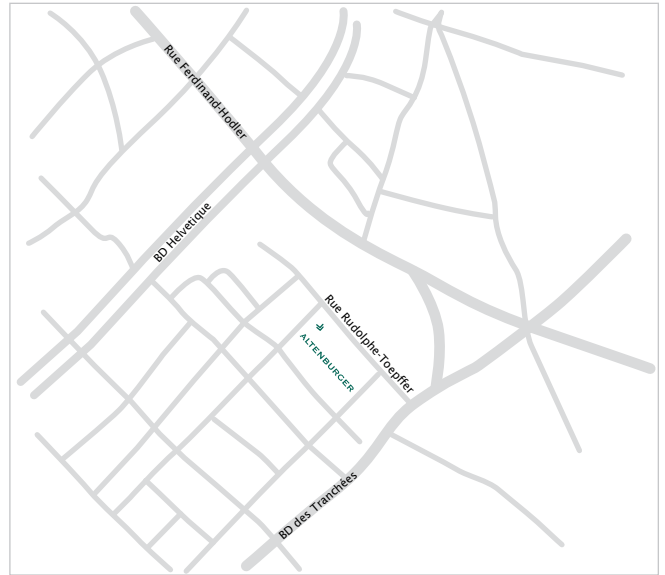 Rue Ferdinand-Hodler
BD Helvetique
Rue Rudolphe-Toepffer
ALTENBURGER
BD des Tranchées